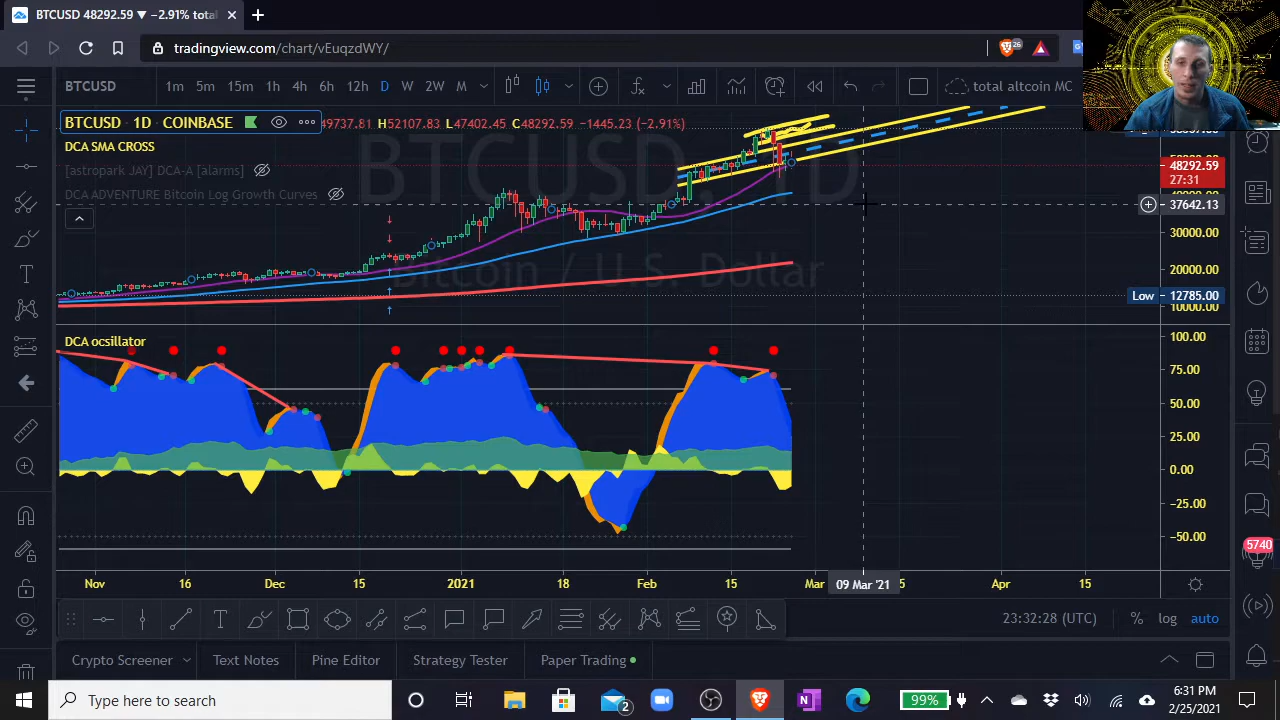 BTCUSD 48292.59 ▼ −2.91% total
tradingview.com/chart/vEuqzdWY/
26
BTCUSD 1m 5m 15m 1h 4h 6h 12h D W 2W M total altcoin MC
BTCUSD · 1D · COINBASE 49737.81 H52107.83 L47402.45 C48292.59 −1445.23 (−2.91%)
DCA SMA CROSS
[astropark JAY] DCA-A [alarms]
DCA ADVENTURE Bitcoin Log Growth Curves
BTCUSD, 1D
Bitcoin / U.S. Dollar
48292.59
27:31
37642.13
30000.00
20000.00
Low 12785.00
10000.00
DCA ocsillator
100.00
75.00
50.00
25.00
0.00
−25.00
−50.00
5740
Nov 16 Dec 15 2021 18 Feb 15 Mar 09 Mar '21 Apr 15
23:32:28 (UTC) % log auto
Crypto Screener Text Notes Pine Editor Strategy Tester Paper Trading
Type here to search
2
99%
6:31 PM
2/25/2021